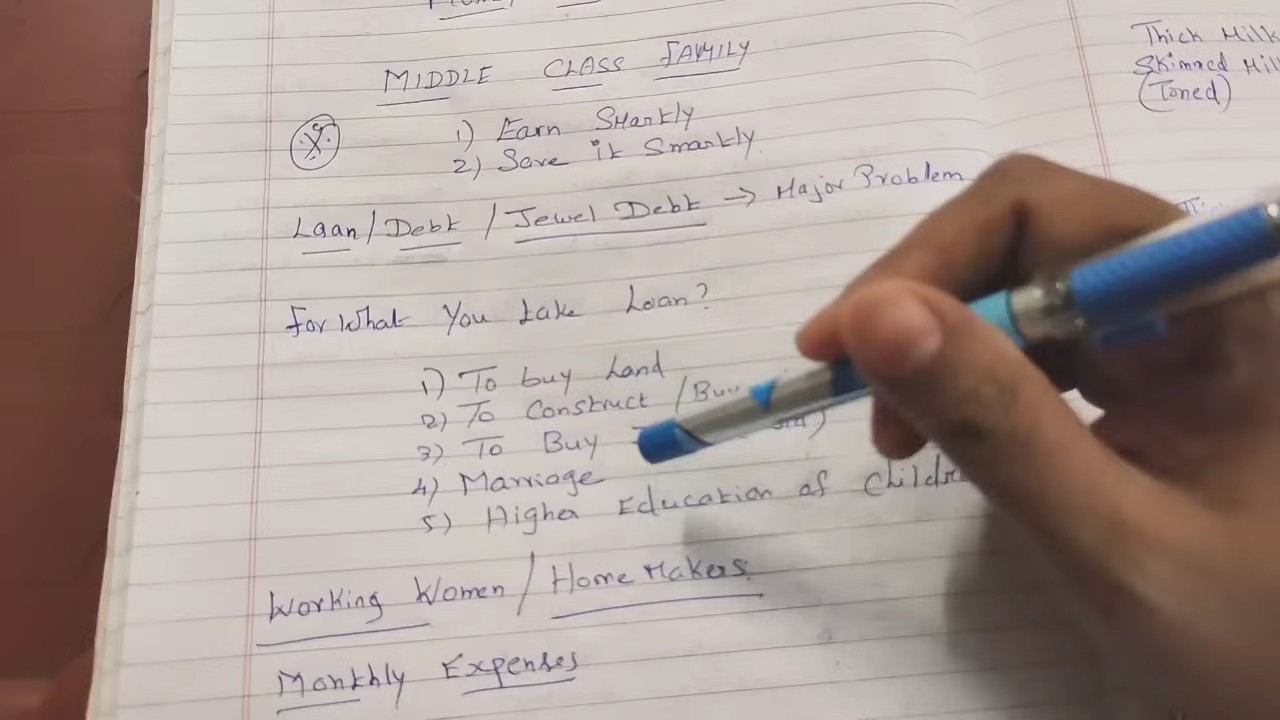 MIDDLE CLASS FAMILY
1) Earn Smartly
2) Save it Smartly
Loan / Debt / Jewel Debt → Major Problem
For What You take Loan?
1) To buy Land
2) To Construct /
3) To Buy
4) Marriage
5) Higher Education of
Working Women / Home Makers
Monthly Expenses
Thick Milk
Skimmed
(Toned)